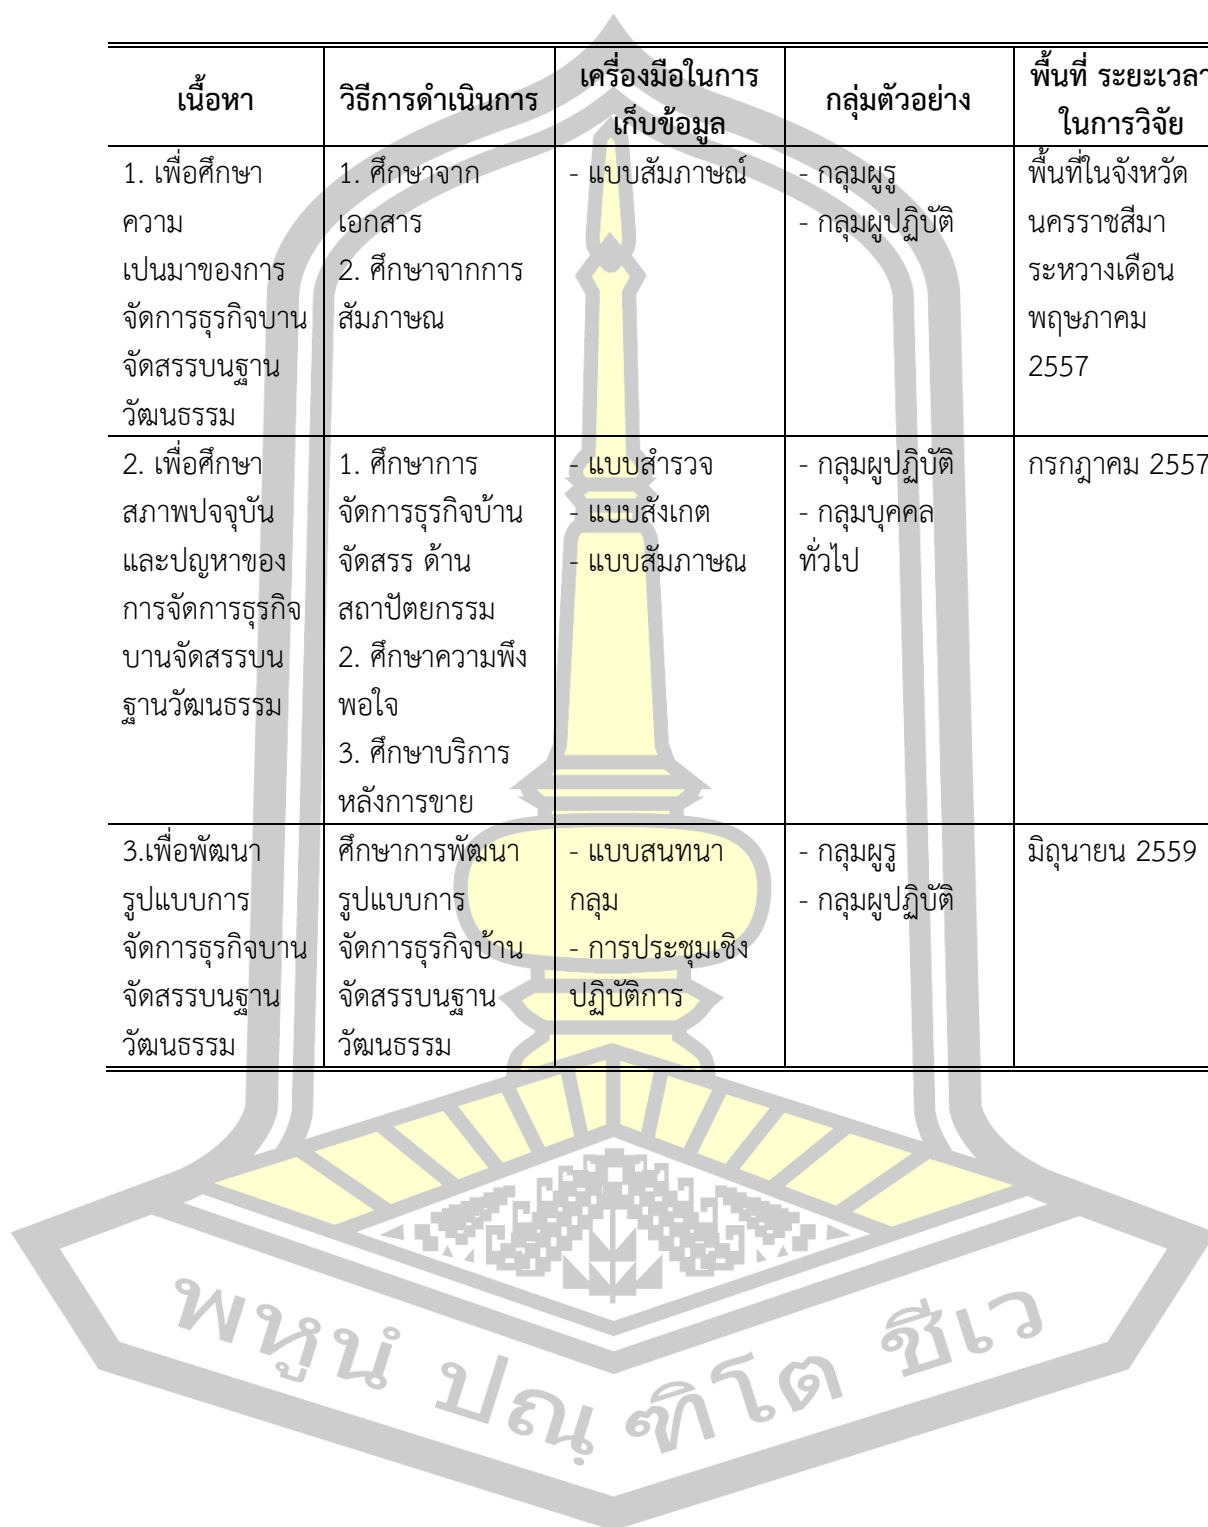 เนื้อหา
วิธีการดำเนินการ
เครื่องมือในการ
เก็บข้อมูล
กลุ่มตัวอย่าง
พื้นที่ ระยะเวลา
ในการวิจัย
1. เพื่อศึกษา
ความ
เปนมาของการ
จัดการธุรกิจบาน
จัดสรรบนฐาน
วัฒนธรรม
1. ศึกษาจาก
เอกสาร
2. ศึกษาจากการ
สัมภาษณ
- แบบสัมภาษณ์
- กลุมผูรู
- กลุมผูปฏิบัติ
พื้นที่ในจังหวัด
นครราชสีมา
ระหวางเดือน
พฤษภาคม
2557
2. เพื่อศึกษา
สภาพปจจุบัน
และปญหาของ
การจัดการธุรกิจ
บานจัดสรรบน
ฐานวัฒนธรรม
1. ศึกษาการ
จัดการธุรกิจบ้าน
จัดสรร ด้าน
สถาปัตยกรรม
2. ศึกษาความพึง
พอใจ
3. ศึกษาบริการ
หลังการขาย
- แบบสำรวจ
- แบบสังเกต
- แบบสัมภาษณ
- กลุมผูปฏิบัติ
- กลุมบุคคล
ทั่วไป
กรกฎาคม 2557
3.เพื่อพัฒนา
รูปแบบการ
จัดการธุรกิจบาน
จัดสรรบนฐาน
วัฒนธรรม
ศึกษาการพัฒนา
รูปแบบการ
จัดการธุรกิจบ้าน
จัดสรรบนฐาน
วัฒนธรรม
- แบบสนทนา
กลุม
- การประชุมเชิง
ปฏิบัติการ
- กลุมผูรู
- กลุมผูปฏิบัติ
มิถุนายน 2559
พหูนํ ปณฺฑิโต ชีเว